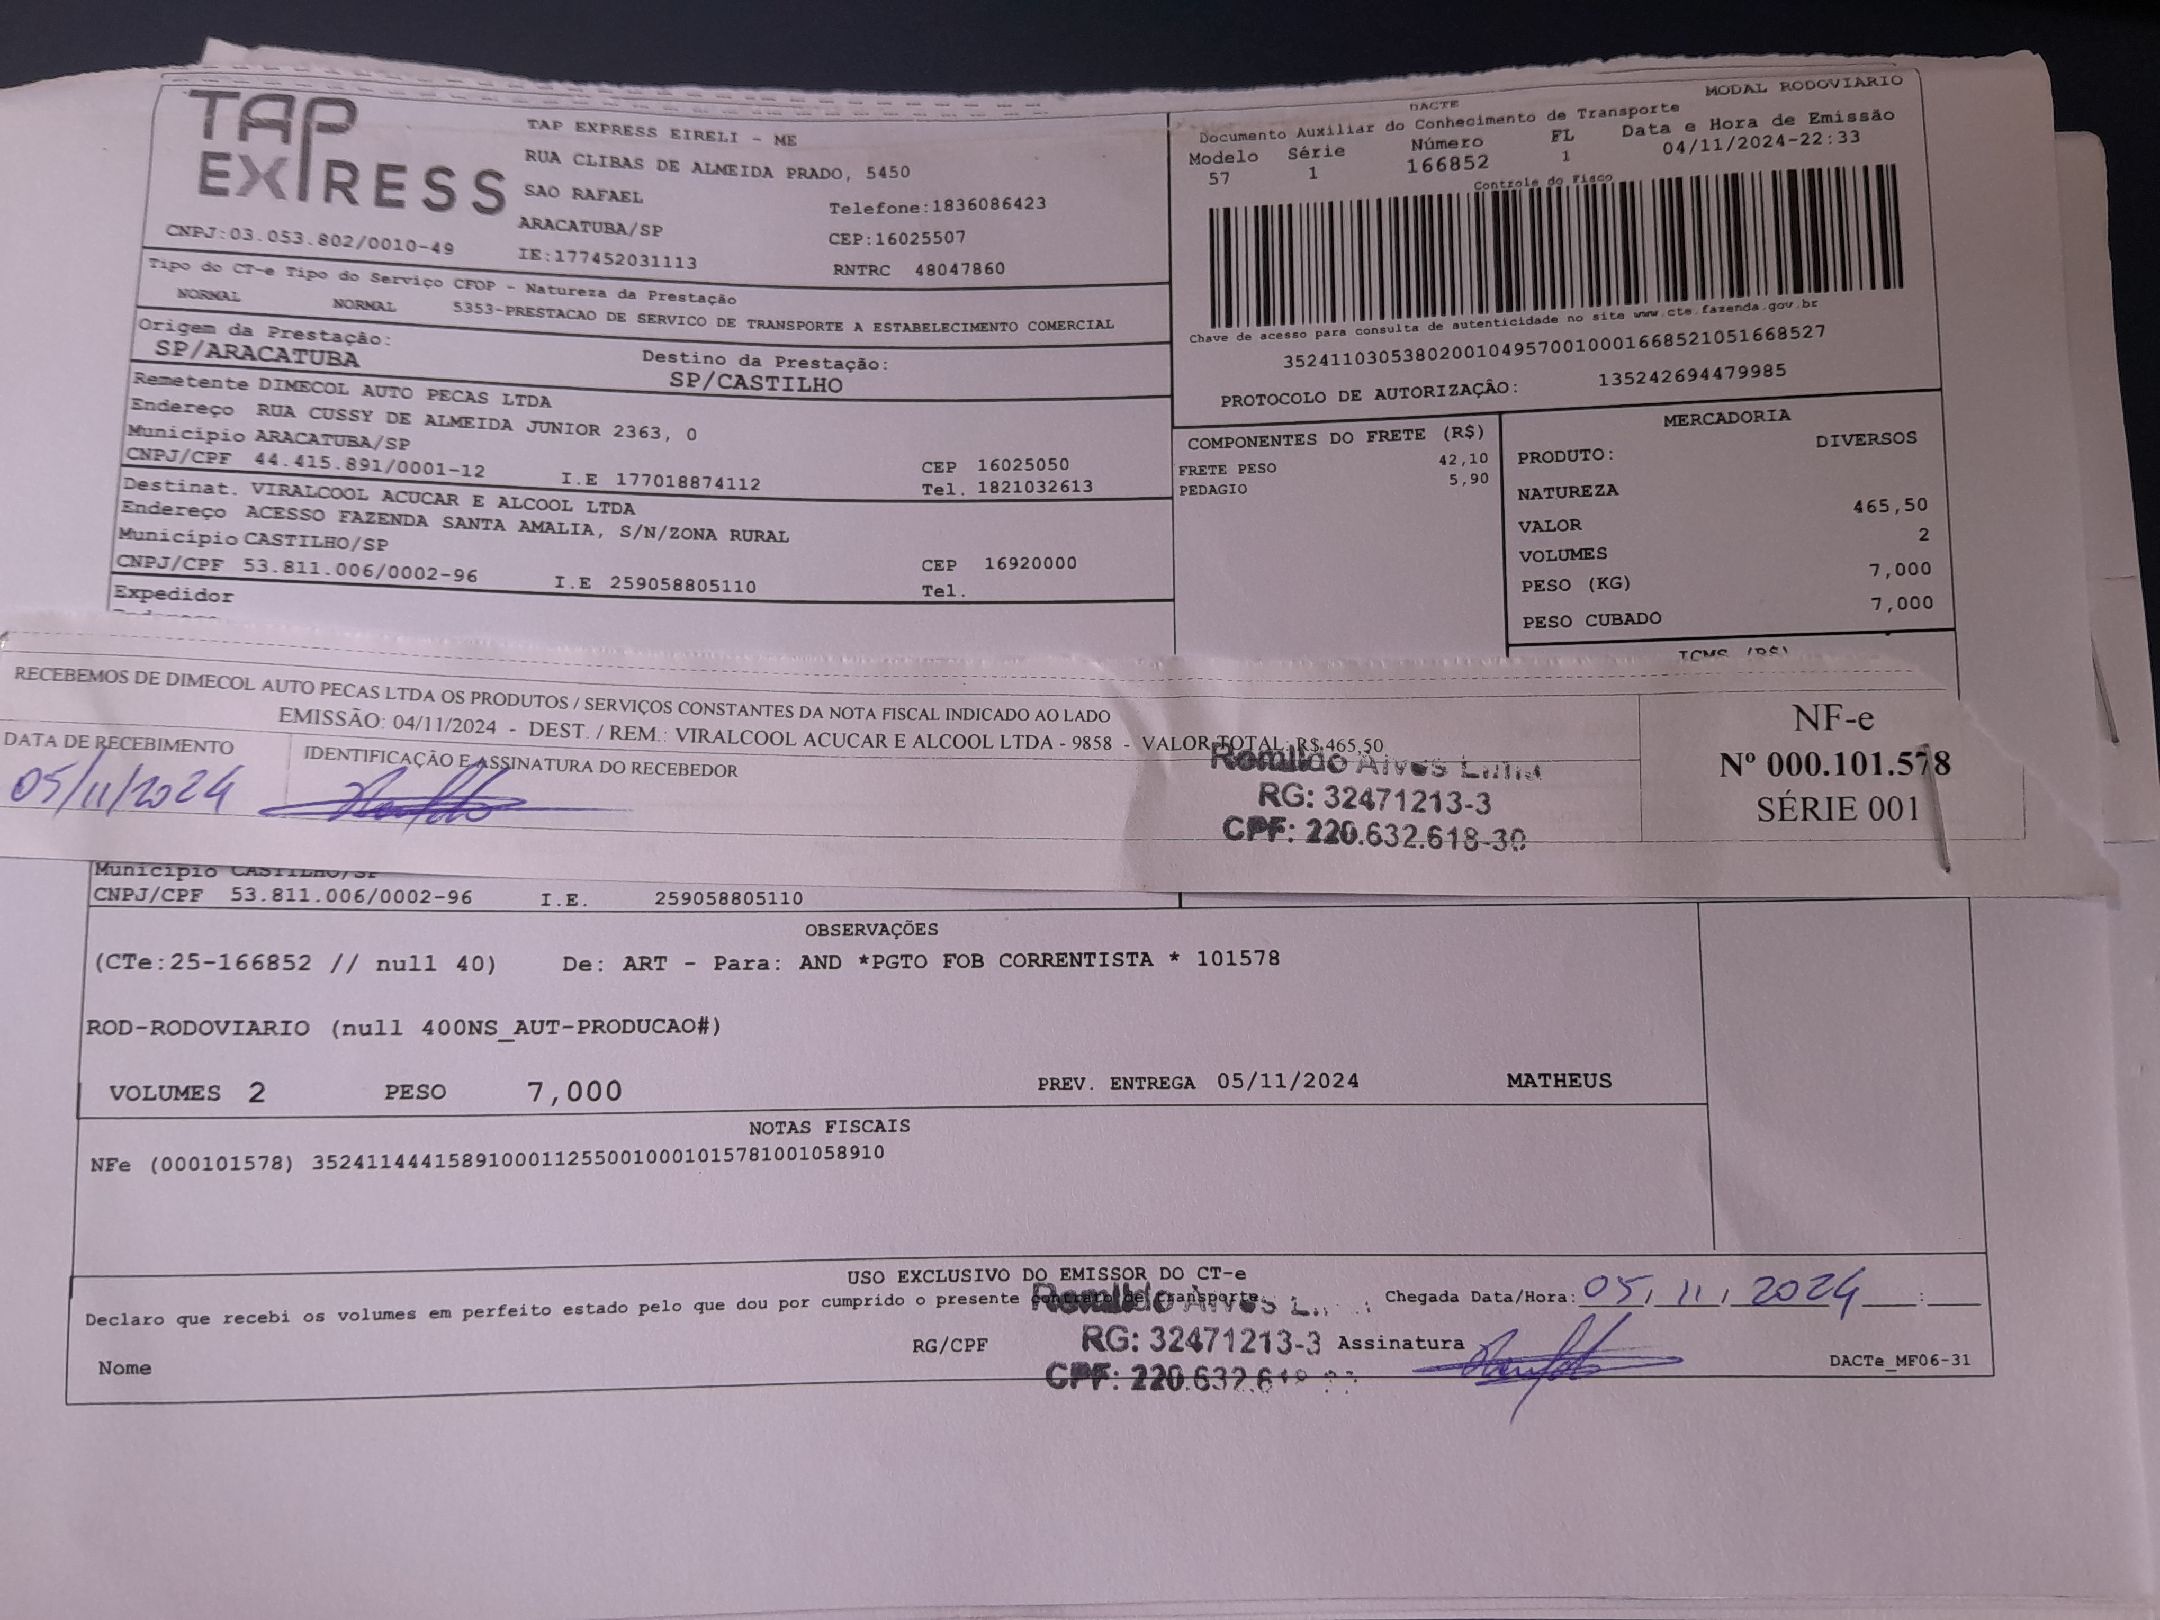 TAP EXPRESS
TAP EXPRESS EIRELI - ME
RUA CLIBAS DE ALMEIDA PRADO, 5450
SAO RAFAEL
Telefone:1836086423
ARACATUBA/SP
CEP:16025507
CNPJ:03.053.802/0010-49
IE:177452031113
RNTRC 48047860
MODAL RODOVIARIO
DACTE
Documento Auxiliar do Conhecimento de Transporte
Modelo Série Número FL Data e Hora de Emissão
57 1 166852 1 04/11/2024-22:33
Controle do Fisco
Chave de acesso para consulta de autenticidade no site www.cte.fazenda.gov.br
35241103053802001049570010001668521051668527
PROTOCOLO DE AUTORIZAÇÂO: 135242694479985
Tipo do CT-e Tipo do Serviço CFOP - Natureza da Prestação
NORMAL NORMAL 5353-PRESTACAO DE SERVICO DE TRANSPORTE A ESTABELECIMENTO COMERCIAL
Origem da Prestação: Destino da Prestação:
SP/ARACATUBA SP/CASTILHO
Remetente DIMECOL AUTO PECAS LTDA
Endereço RUA CUSSY DE ALMEIDA JUNIOR 2363, 0
Município ARACATUBA/SP CEP 16025050
CNPJ/CPF 44.415.891/0001-12 I.E 177018874112 Tel. 1821032613
Destinat. VIRALCOOL ACUCAR E ALCOOL LTDA
Endereço ACESSO FAZENDA SANTA AMALIA, S/N/ZONA RURAL
Município CASTILHO/SP CEP 16920000
CNPJ/CPF 53.811.006/0002-96 I.E 259058805110 Tel.
Expedidor
COMPONENTES DO FRETE (R$)
FRETE PESO 42,10
PEDAGIO 5,90
MERCADORIA
PRODUTO: DIVERSOS
NATUREZA
VALOR 465,50
VOLUMES 2
PESO (KG) 7,000
PESO CUBADO 7,000
ICMS (R$)
RECEBEMOS DE DIMECOL AUTO PECAS LTDA OS PRODUTOS / SERVIÇOS CONSTANTES DA NOTA FISCAL INDICADO AO LADO
EMISSÃO: 04/11/2024 - DEST. / REM.: VIRALCOOL ACUCAR E ALCOOL LTDA - 9858 - VALOR TOTAL: R$ 465,50
DATA DE RECEBIMENTO
05/11/2024
IDENTIFICAÇÃO E ASSINATURA DO RECEBEDOR
Romildo Alves Lima
RG: 32471213-3
CPF: 220.632.618-30
NF-e
Nº 000.101.578
SÉRIE 001
Município CASTILHO/SP
CNPJ/CPF 53.811.006/0002-96 I.E. 259058805110
OBSERVAÇÕES
(CTe:25-166852 // null 40) De: ART - Para: AND *PGTO FOB CORRENTISTA * 101578
ROD-RODOVIARIO (null 400NS_AUT-PRODUCAO#)
VOLUMES 2 PESO 7,000 PREV. ENTREGA 05/11/2024 MATHEUS
NOTAS FISCAIS
NFe (000101578) 35241144415891000112550010001015781001058910
USO EXCLUSIVO DO EMISSOR DO CT-e
Declaro que recebi os volumes em perfeito estado pelo que dou por cumprido o presente contrato de transporte
Chegada Data/Hora: 05, 11, 2024 :
Romildo Alves
RG/CPF RG: 32471213-3 Assinatura
Nome CPF: 220.632.6
DACTe_MF06-31